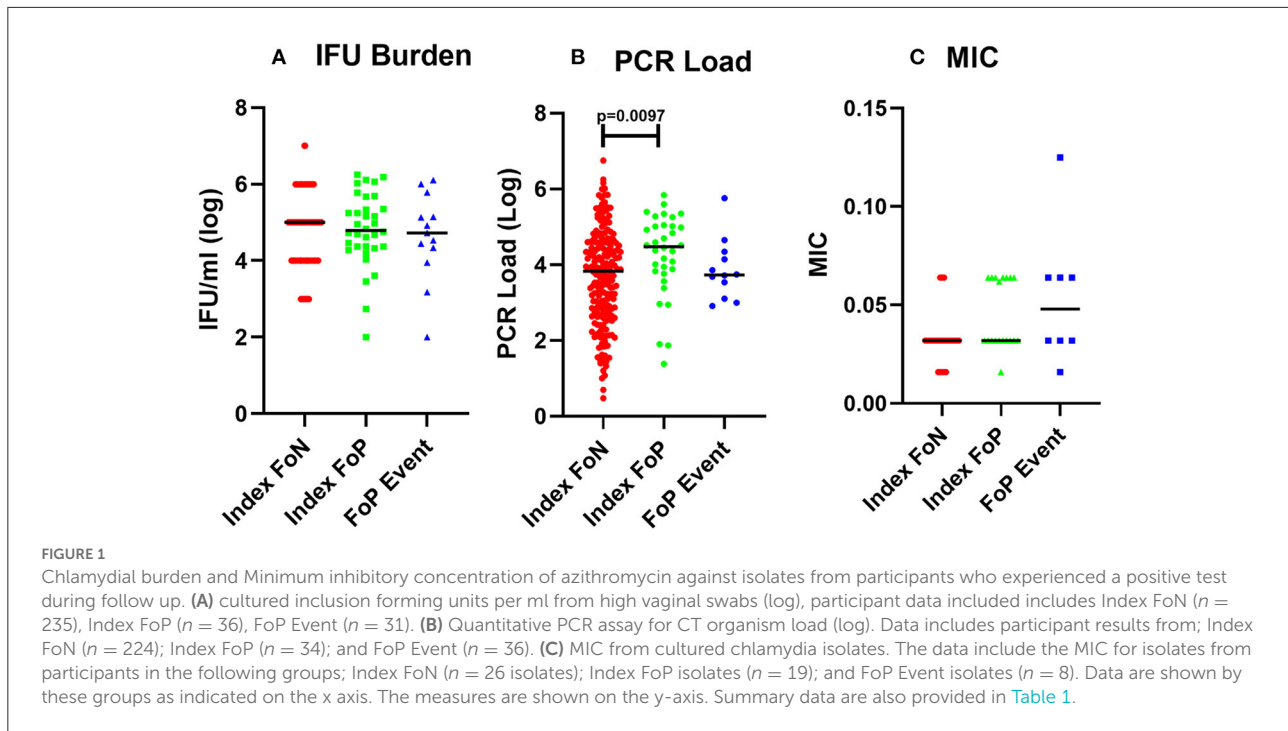 A IFU Burden
IFU/ml (log)
8
6
4
2
0
Index FoN
Index FoP
FoP Event
B PCR Load
p=0.0097
PCR Load (Log)
8
6
4
2
0
Index FoN
Index FoP
FoP Event
C MIC
MIC
0.15
0.10
0.05
0.00
Index FoN
Index FoP
FoP Event
FIGURE 1
Chlamydial burden and Minimum inhibitory concentration of azithromycin against isolates from participants who experienced a positive test
during follow up. (A) cultured inclusion forming units per ml from high vaginal swabs (log), participant data included includes Index FoN (n =
235), Index FoP (n = 36), FoP Event (n = 31). (B) Quantitative PCR assay for CT organism load (log). Data includes participant results from; Index
FoN (n = 224); Index FoP (n = 34); and FoP Event (n = 36). (C) MIC from cultured chlamydia isolates. The data include the MIC for isolates from
participants in the following groups; Index FoN (n = 26 isolates); Index FoP isolates (n = 19); and FoP Event isolates (n = 8). Data are shown by
these groups as indicated on the x axis. The measures are shown on the y-axis. Summary data are also provided in Table 1.